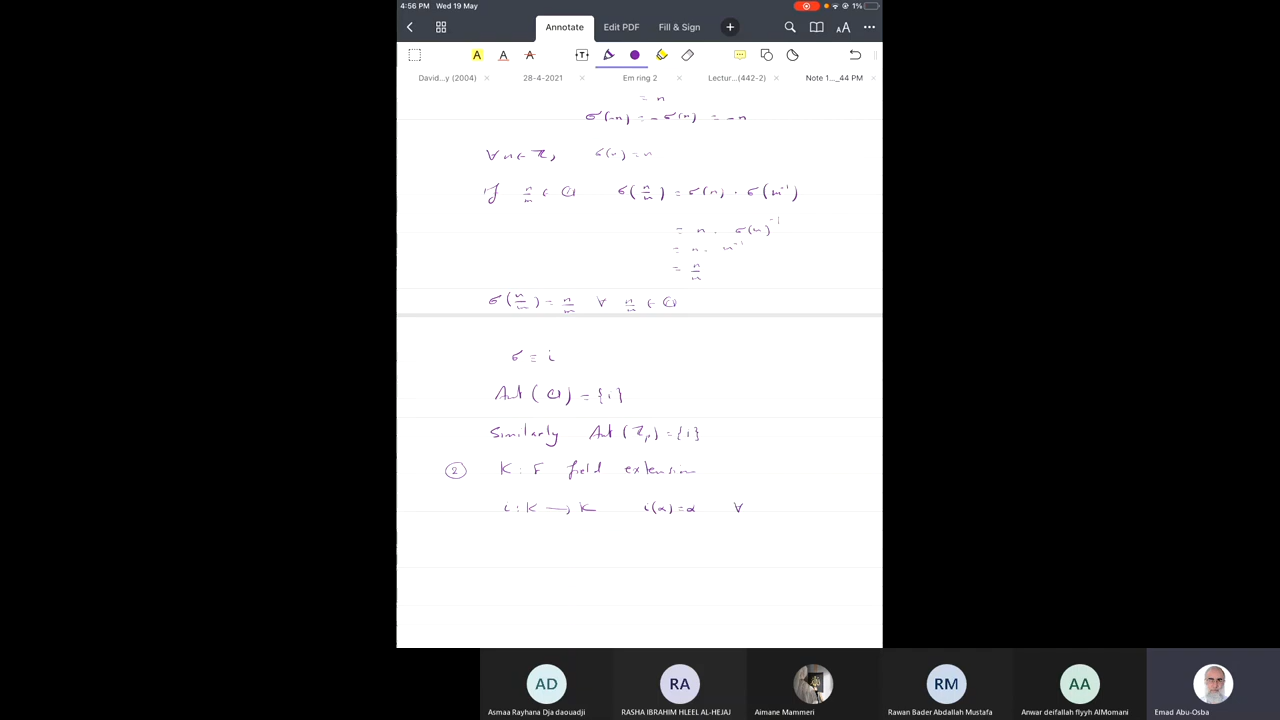 4:56 PM Wed 19 May 1%
Annotate Edit PDF Fill & Sign
David...y (2004) 28-4-2021 Em ring 2 Lectur...(442-2) Note 1..._44 PM
= n
σ(-n) = -σ(n) = -n
∀ n ∈ ℤ, σ(n) = n
if n/m ∈ ℚ σ(n/m) = σ(n) · σ(m⁻¹)
= n · σ(m)⁻¹
= n · m⁻¹
= n/m
σ(n/m) = n/m ∀ n/m ∈ ℚ
σ = i
Aut(ℚ) = {i}
Similarly Aut(ℤₚ) = {i}
② K : F field extension
i : K → K i(α) = α ∀
AD RA RM AA
Asmaa Rayhana Dja daouadji RASHA IBRAHIM HLEEL AL-HEJAJ Aimane Mammeri Rawan Bader Abdallah Mustafa Anwar deifallah flyyh AlMomani Emad Abu-Osba